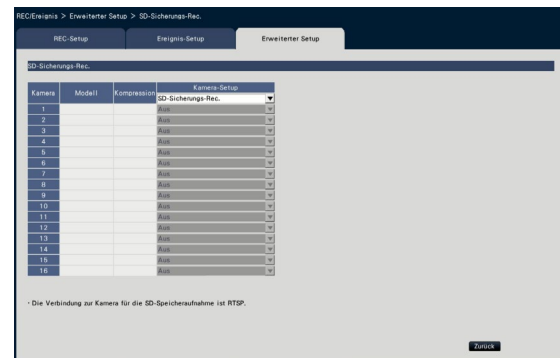 REC/Ereignis > Erweiterter Setup > SD-Sicherungs-Rec.
REC-Setup Ereignis-Setup Erweiterter Setup
SD-Sicherungs-Rec.
Kamera Modell Kompression Kamera-Setup
SD-Sicherungs-Rec.
1 Aus
2 Aus
3 Aus
4 Aus
5 Aus
6 Aus
7 Aus
8 Aus
9 Aus
10 Aus
11 Aus
12 Aus
13 Aus
14 Aus
15 Aus
16 Aus
· Die Verbindung zur Kamera für die SD-Speicheraufnahme ist RTSP.
Zurück